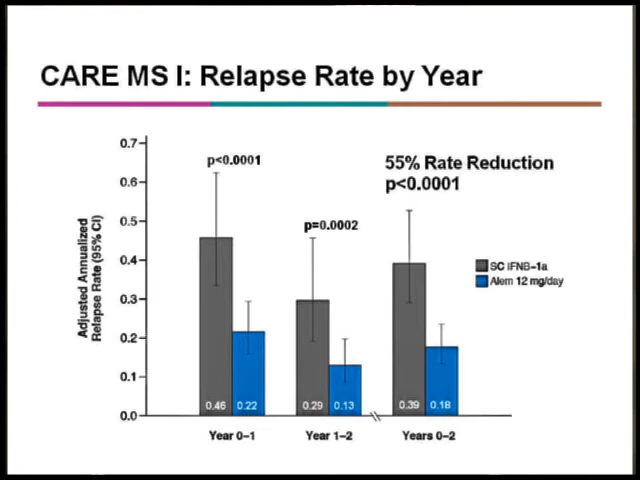 CARE MS I: Relapse Rate by Year
0.7
0.6
0.5
0.4
0.3
0.2
0.1
0.0
Adjusted Annualized
Relapse Rate (95% CI)
p<0.0001
p=0.0002
55% Rate Reduction
p<0.0001
SC IFNB-1a
Alem 12 mg/day
0.46 0.22 0.29 0.13 0.39 0.18
Year 0–1 Year 1–2 Years 0–2